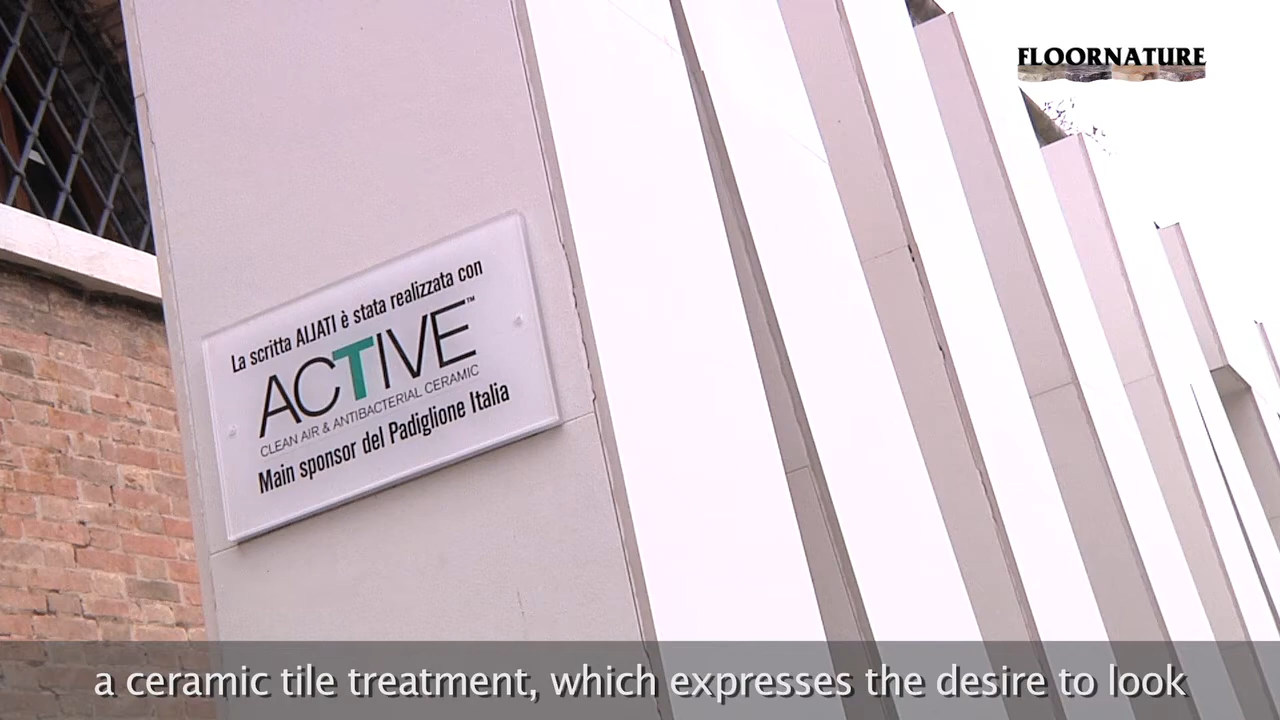 FLOORNATURE
La scritta AIJATI è stata realizzata con
ACTIVE™
CLEAN AIR & ANTIBACTERIAL CERAMIC
Main sponsor del Padiglione Italia
a ceramic tile treatment, which expresses the desire to look